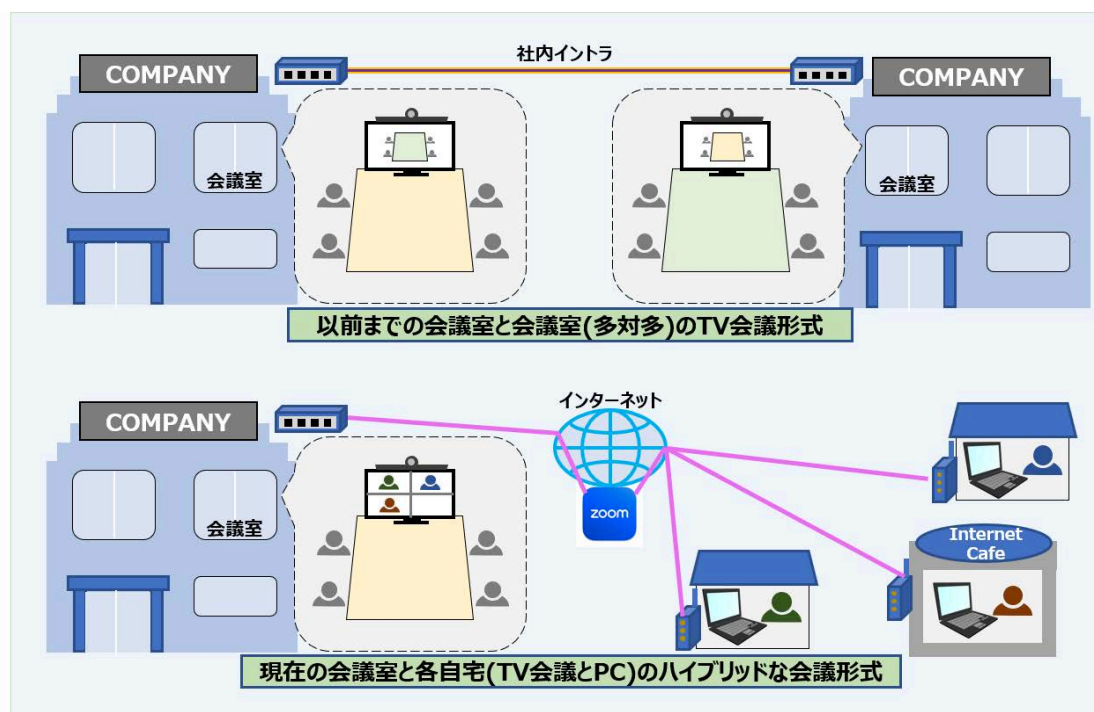 社内イントラ
COMPANY
COMPANY
会議室
会議室
以前までの会議室と会議室(多対多)のTV会議形式
インターネット
COMPANY
会議室
zoom
Internet
Cafe
現在の会議室と各自宅(TV会議とPC)のハイブリッドな会議形式